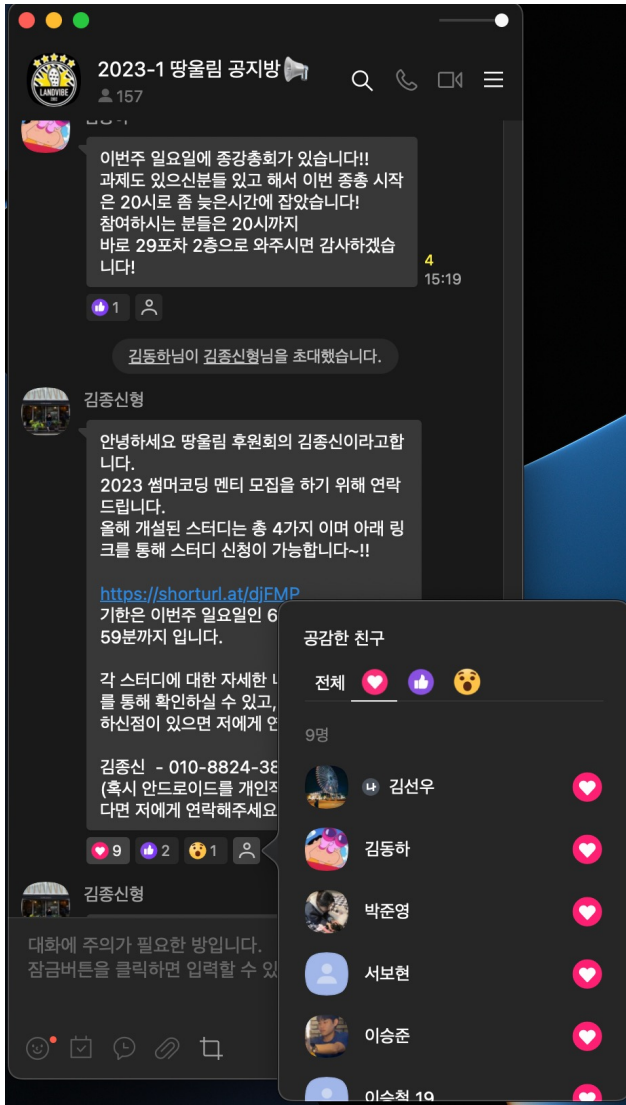 2023-1 땅울림 공지방
157
LANDVIBE
이번주 일요일에 종강총회가 있습니다!!
과제도 있으신분들 있고 해서 이번 종총 시작
은 20시로 좀 늦은시간에 잡았습니다!
참여하시는 분들은 20시까지
바로 29포차 2층으로 와주시면 감사하겠습
니다!
4
15:19
1
김동하님이 김종신형님을 초대했습니다.
김종신형
안녕하세요 땅울림 후원회의 김종신이라고합
니다.
2023 썸머코딩 멘티 모집을 하기 위해 연락
드립니다.
올해 개설된 스터디는 총 4가지 이며 아래 링
크를 통해 스터디 신청이 가능합니다~!!
https://shorturl.at/djFMP
기한은 이번주 일요일인 6
59분까지 입니다.
각 스터디에 대한 자세한
를 통해 확인하실 수 있고,
하신점이 있으면 저에게
김종신 - 010-8824-38
(혹시 안드로이드를 개인
다면 저에게 연락해주세요
9 2 1
김종신형
대화에 주의가 필요한 방입니다.
잠금버튼을 클릭하면 입력할 수
공감한 친구
전체
9명
나 김선우
김동하
박준영
서보현
이승준
이승철 19